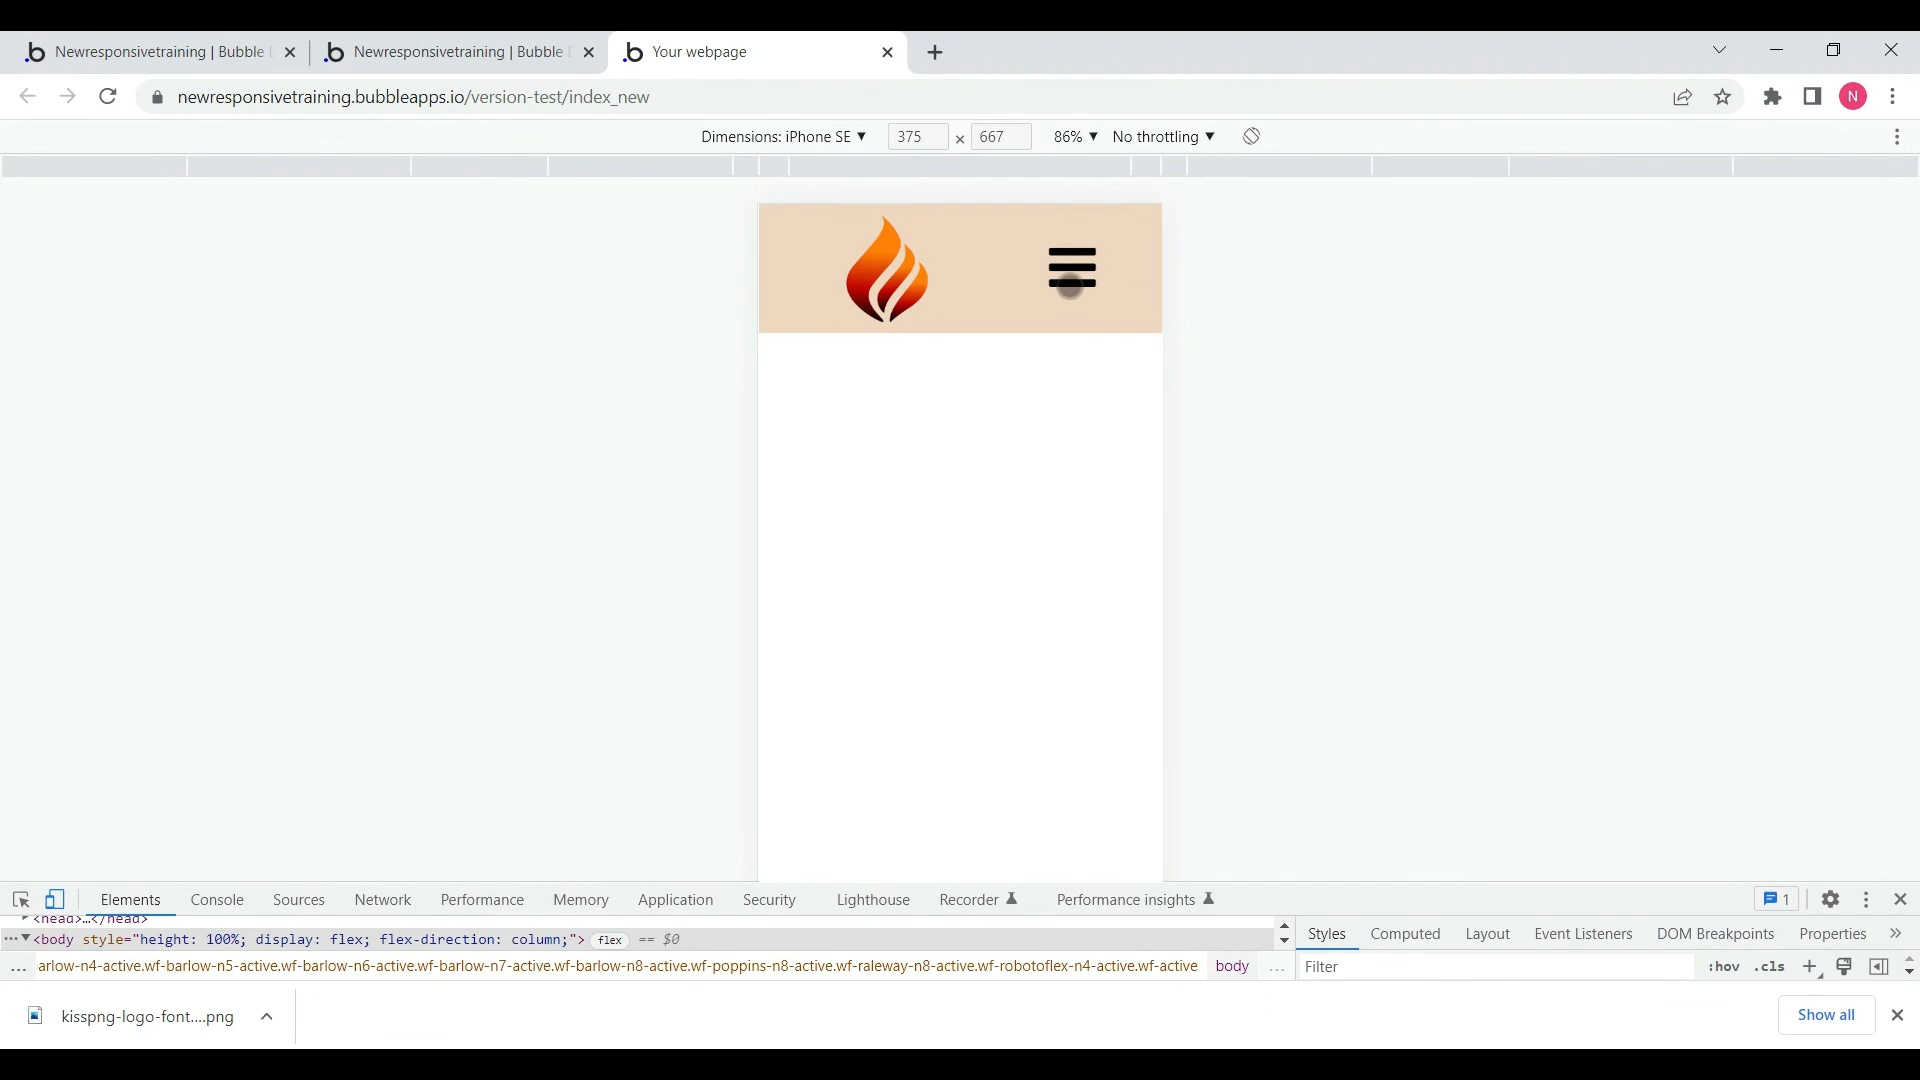 Newresponsivetraining | Bubble
Newresponsivetraining | Bubble
Your webpage
newresponsivetraining.bubbleapps.io/version-test/index_new
N
Dimensions: iPhone SE
375
×
667
86%
No throttling
Elements
Console
Sources
Network
Performance
Memory
Application
Security
Lighthouse
Recorder
Performance insights
1
<head>…</head>
<body style="height: 100%; display: flex; flex-direction: column;"> flex == $0
Styles
Computed
Layout
Event Listeners
DOM Breakpoints
Properties
... arlow-n4-active.wf-barlow-n5-active.wf-barlow-n6-active.wf-barlow-n7-active.wf-barlow-n8-active.wf-poppins-n8-active.wf-raleway-n8-active.wf-robotoflex-n4-active.wf-active body ...
Filter
:hov .cls
kisspng-logo-font....png
Show all